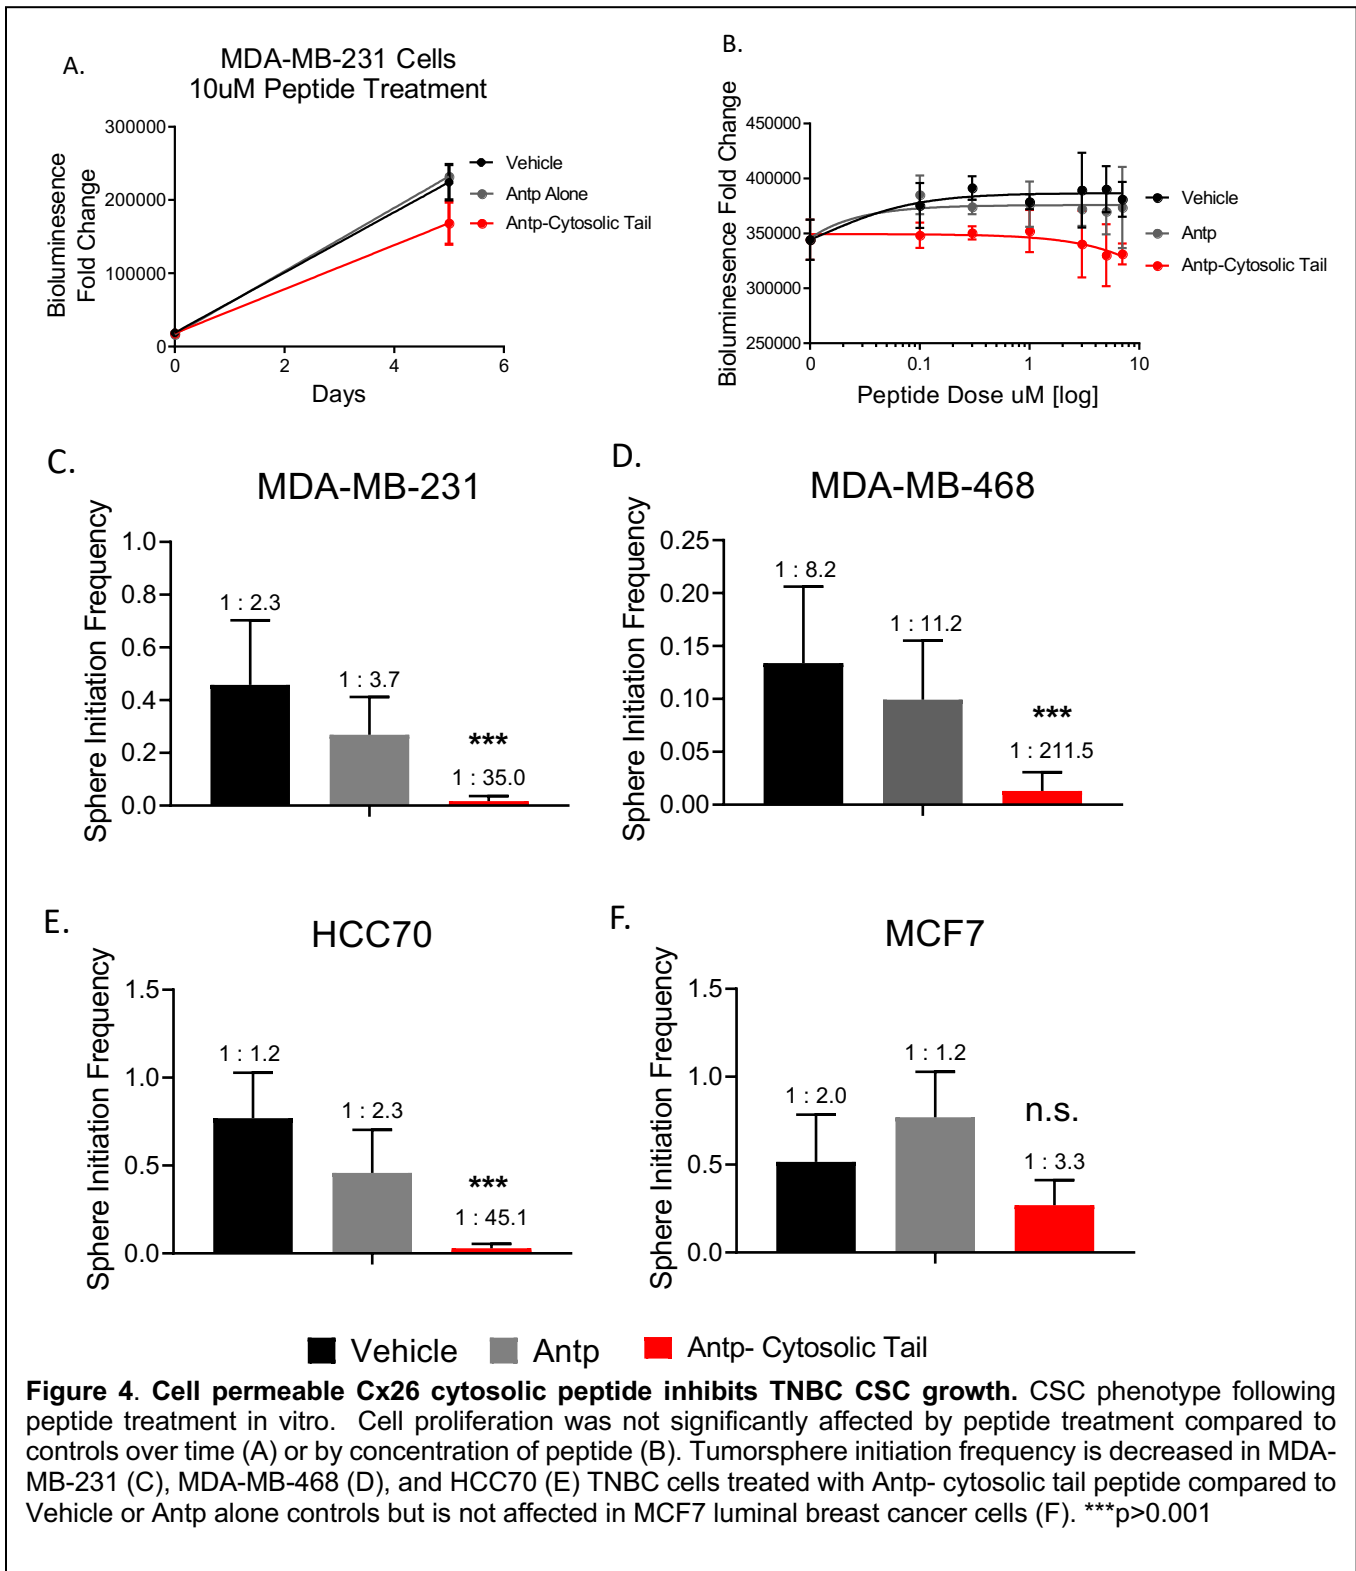 A.
MDA-MB-231 Cells
10uM Peptide Treatment
Bioluminesence
Fold Change
300000
200000
100000
0
0
2
4
6
Days
Vehicle
Antp Alone
Antp-Cytosolic Tail
B.
Bioluminesence Fold Change
450000
400000
350000
300000
250000
0
0.1
1
10
Peptide Dose uM [log]
Vehicle
Antp
Antp-Cytosolic Tail
C.
MDA-MB-231
Sphere Initiation Frequency
1.0
0.8
0.6
0.4
0.2
0.0
1 : 2.3
1 : 3.7
***
1 : 35.0
D.
MDA-MB-468
Sphere Initiation Frequency
0.25
0.20
0.15
0.10
0.05
0.00
1 : 8.2
1 : 11.2
***
1 : 211.5
E.
HCC70
Sphere Initiation Frequency
1.5
1.0
0.5
0.0
1 : 1.2
1 : 2.3
***
1 : 45.1
F.
MCF7
Sphere Initiation Frequency
1.5
1.0
0.5
0.0
1 : 2.0
1 : 1.2
n.s.
1 : 3.3
Vehicle
Antp
Antp- Cytosolic Tail
Figure 4. Cell permeable Cx26 cytosolic peptide inhibits TNBC CSC growth. CSC phenotype following
peptide treatment in vitro. Cell proliferation was not significantly affected by peptide treatment compared to
controls over time (A) or by concentration of peptide (B). Tumorsphere initiation frequency is decreased in MDA-
MB-231 (C), MDA-MB-468 (D), and HCC70 (E) TNBC cells treated with Antp- cytosolic tail peptide compared to
Vehicle or Antp alone controls but is not affected in MCF7 luminal breast cancer cells (F). ***p>0.001